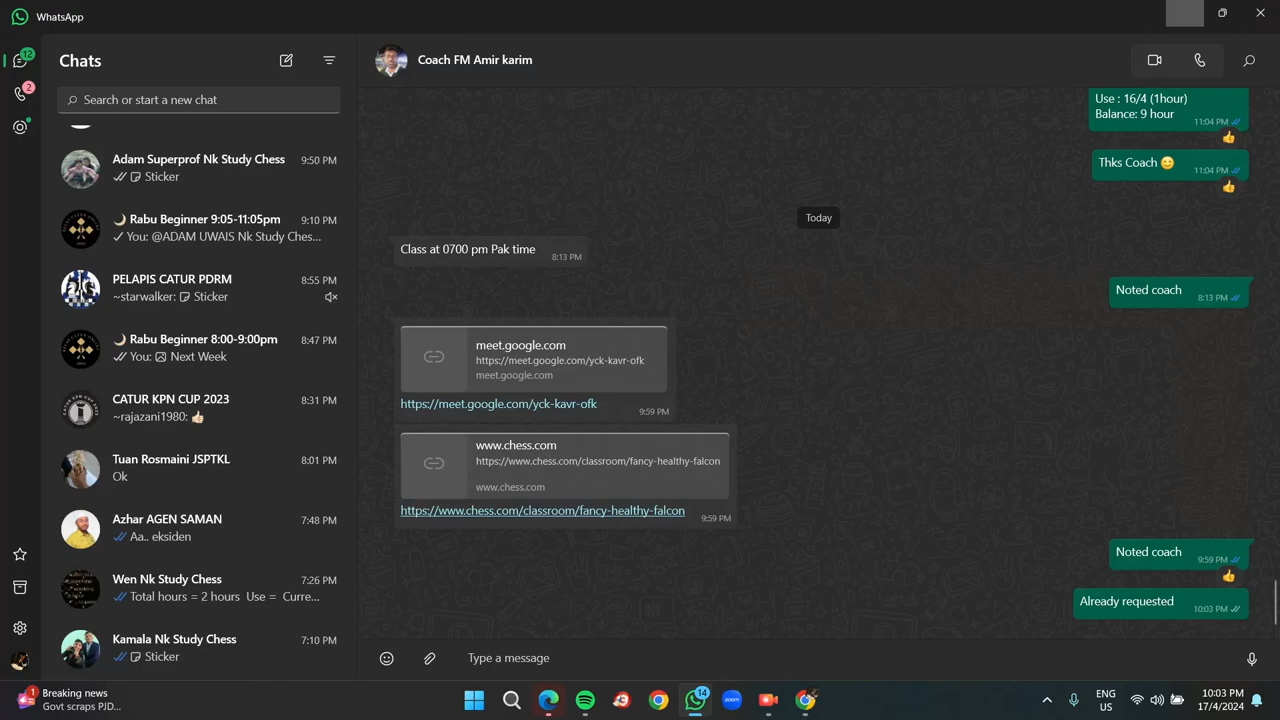 WhatsApp
12
2
Chats
Search or start a new chat
Adam Superprof Nk Study Chess 9:50 PM
Sticker
🌙 Rabu Beginner 9:05-11:05pm 9:10 PM
You: @ADAM UWAIS Nk Study Ches...
PELAPIS CATUR PDRM 8:55 PM
~starwalker: Sticker
🌙 Rabu Beginner 8:00-9:00pm 8:47 PM
You: Next Week
CATUR KPN CUP 2023 8:31 PM
~rajazani1980: 👍🏻
Tuan Rosmaini JSPTKL 8:01 PM
Ok
Azhar AGEN SAMAN 7:48 PM
Aa.. eksiden
Wen Nk Study Chess 7:26 PM
Total hours = 2 hours Use = Curre...
Kamala Nk Study Chess 7:10 PM
Sticker
Coach FM Amir karim
Use : 16/4 (1hour)
Balance: 9 hour
11:04 PM
👍
Thks Coach 😊 11:04 PM
👍
Today
Class at 0700 pm Pak time 8:13 PM
Noted coach 8:13 PM
meet.google.com
https://meet.google.com/yck-kavr-ofk
meet.google.com
https://meet.google.com/yck-kavr-ofk 9:59 PM
www.chess.com
https://www.chess.com/classroom/fancy-healthy-falcon
www.chess.com
https://www.chess.com/classroom/fancy-healthy-falcon 9:59 PM
Noted coach 9:59 PM
👍
Already requested 10:03 PM
Type a message
1
Breaking news
Govt scraps PJD...
14
zoom
ENG
US
10:03 PM
17/4/2024